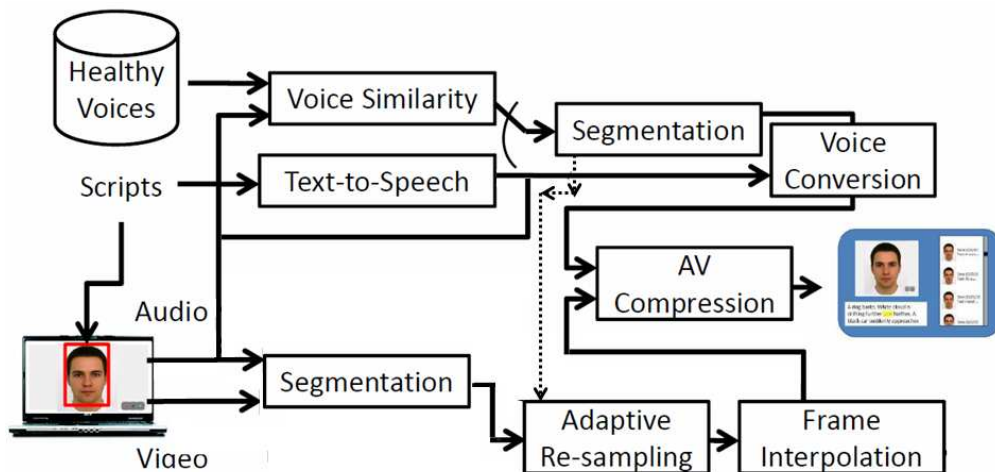 Healthy
Voices
Voice Similarity
Segmentation
Voice
Conversion
Scripts
Text-to-Speech
AV
Compression
Audio
Segmentation
Adaptive
Re-sampling
Frame
Interpolation
Video